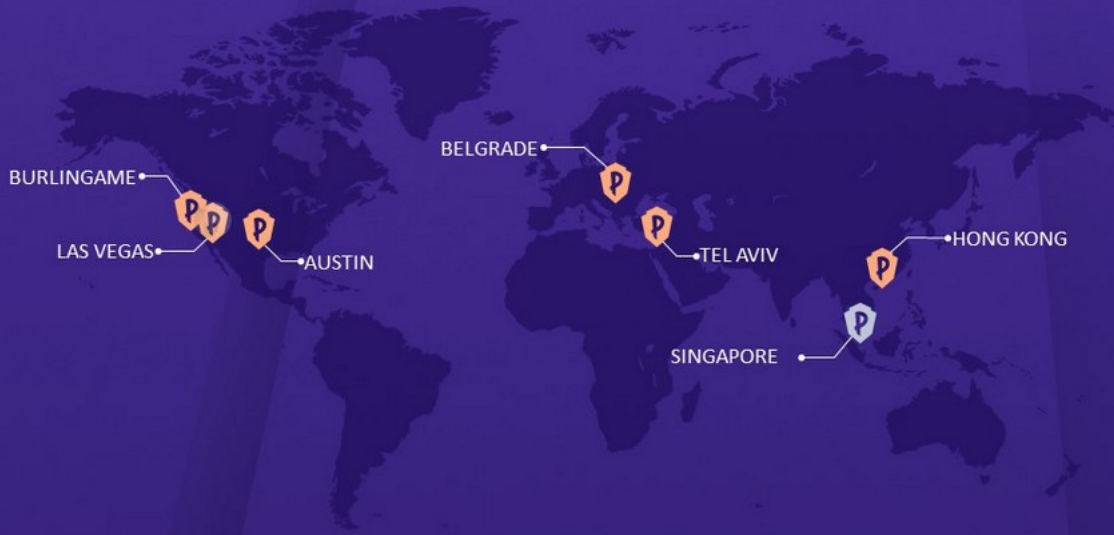 BELGRADE
BURLINGAME
P
P
P
P
P
LAS VEGAS
AUSTIN
TEL AVIV
HONG KONG
P
P
SINGAPORE